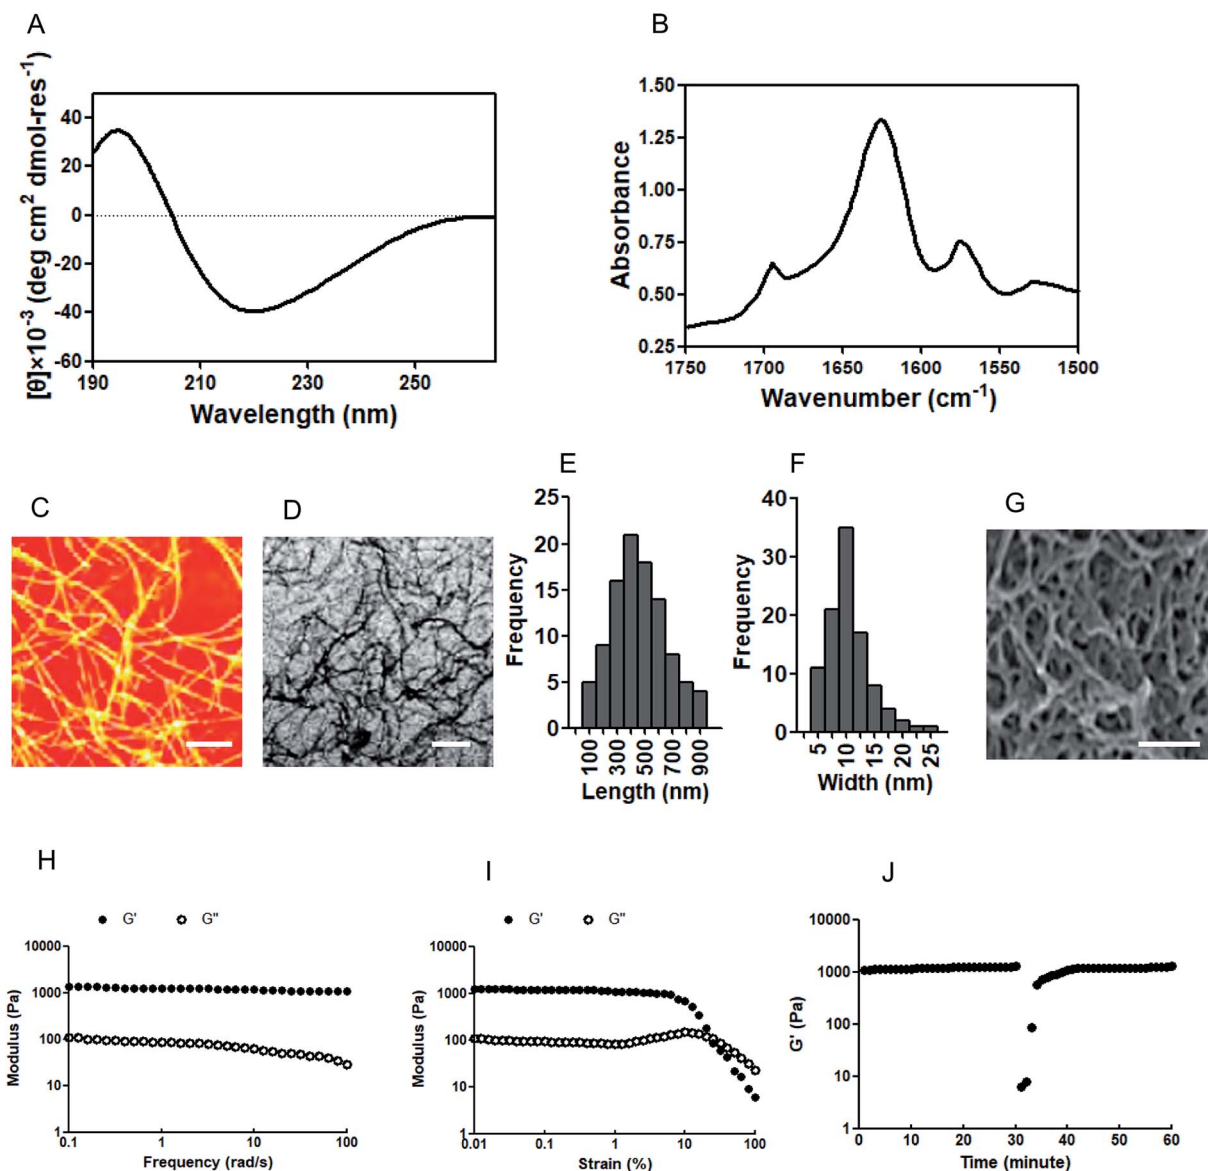 A
B
[θ]×10⁻³ (deg cm² dmol-res⁻¹)
40
20
0
-20
-40
-60
190
210
230
250
Wavelength (nm)
Absorbance
1.50
1.25
1.00
0.75
0.50
0.25
1750
1700
1650
1600
1550
1500
Wavenumber (cm⁻¹)
C
D
E
F
G
Frequency
25
20
15
10
5
0
100
300
500
700
900
Length (nm)
Frequency
40
30
20
10
0
5
10
15
20
25
Width (nm)
H
I
J
G'
G''
Modulus (Pa)
10000
1000
100
10
1
0.1
1
10
100
Frequency (rad/s)
G'
G''
Modulus (Pa)
10000
1000
100
10
1
0.01
0.1
1
10
100
Strain (%)
G' (Pa)
10000
1000
100
10
1
0
10
20
30
40
50
60
Time (minute)